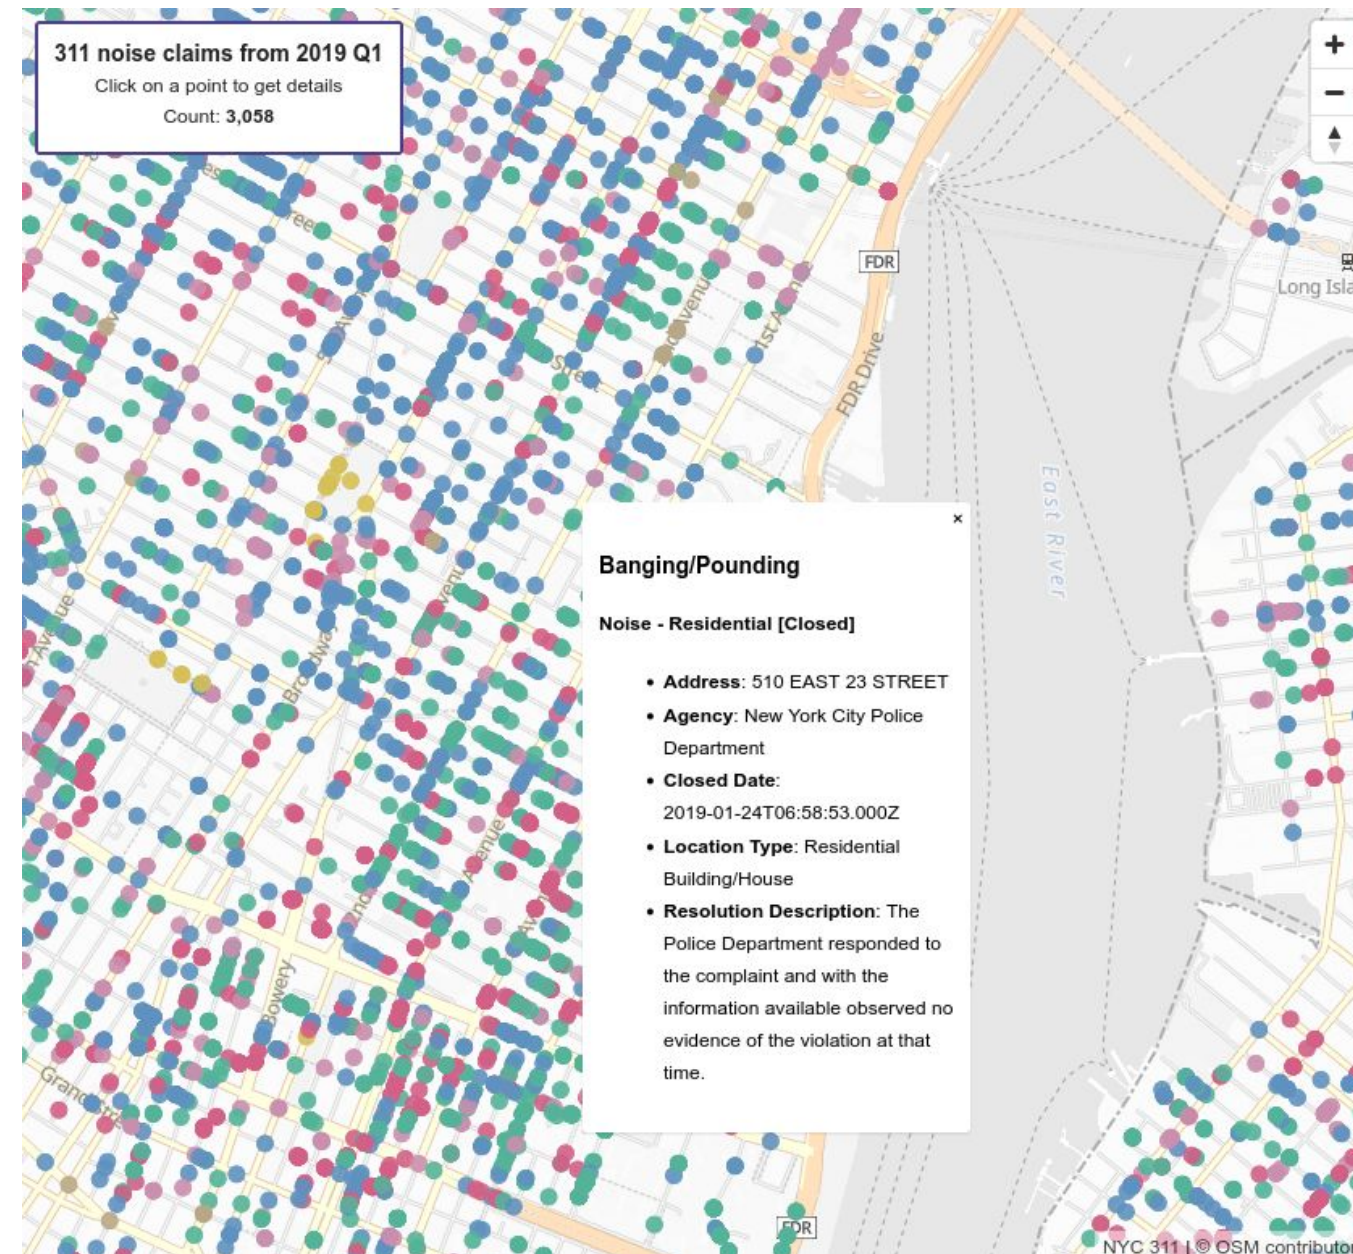 311 noise claims from 2019 Q1
Click on a point to get details
Count: 3,058
+
−
FDR
Long Isla
FDR Drive
1st
Street
East River
×
Banging/Pounding
Noise - Residential [Closed]
• Address: 510 EAST 23 STREET
• Agency: New York City Police
Department
• Closed Date:
2019-01-24T06:58:53.000Z
• Location Type: Residential
Building/House
• Resolution Description: The
Police Department responded to
the complaint and with the
information available observed no
evidence of the violation at that
time.
Broadway
Avenue
2nd
Bowery
FDR
NYC 311 | © OSM contributor